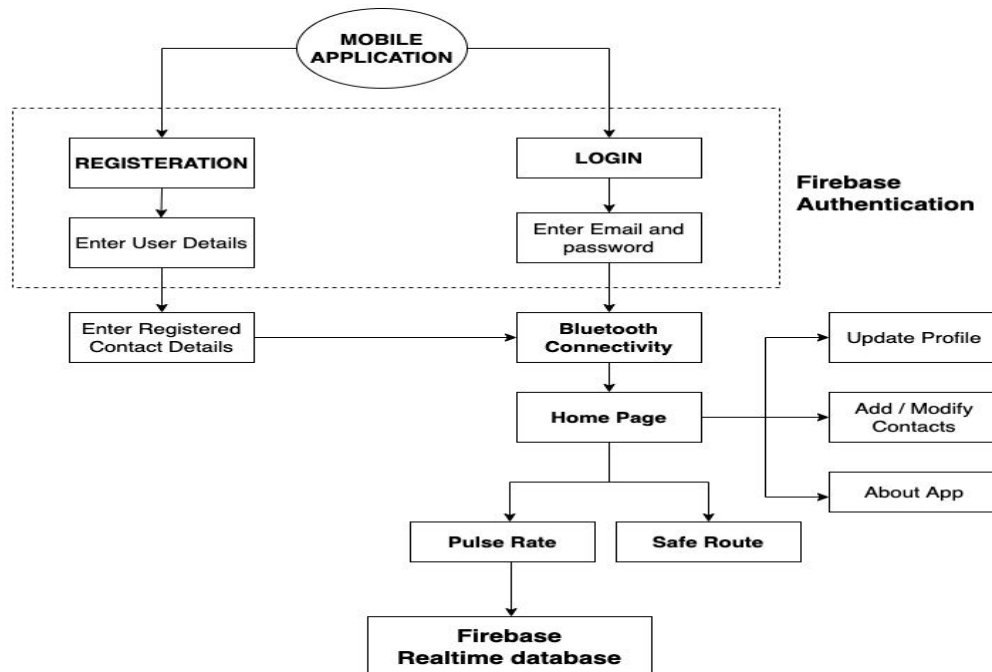 MOBILE
APPLICATION
REGISTERATION
LOGIN
Firebase
Authentication
Enter User Details
Enter Email and
password
Enter Registered
Contact Details
Bluetooth
Connectivity
Update Profile
Home Page
Add / Modify
Contacts
About App
Pulse Rate
Safe Route
Firebase
Realtime database